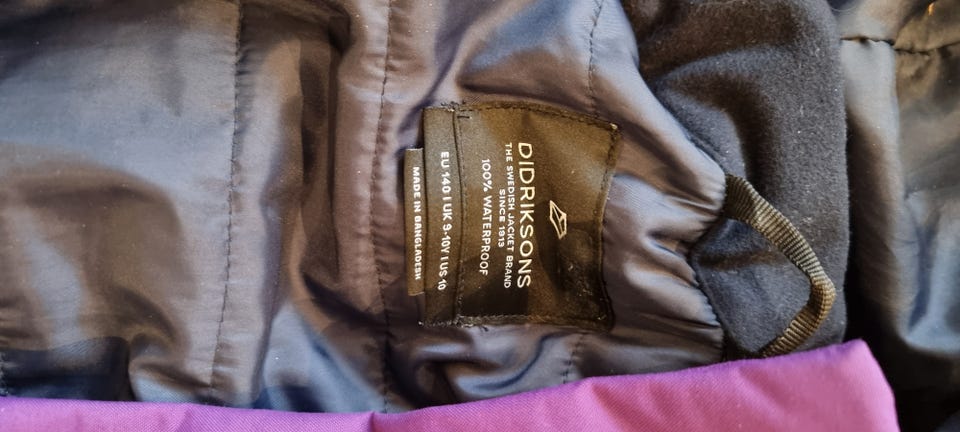 DIDRIKSONS
THE SWEDISH JACKET BRAND
SINCE 1913
100% WATERPROOF
EU 140 I UK 9-10Y I US 10
MADE IN BANGLADESH